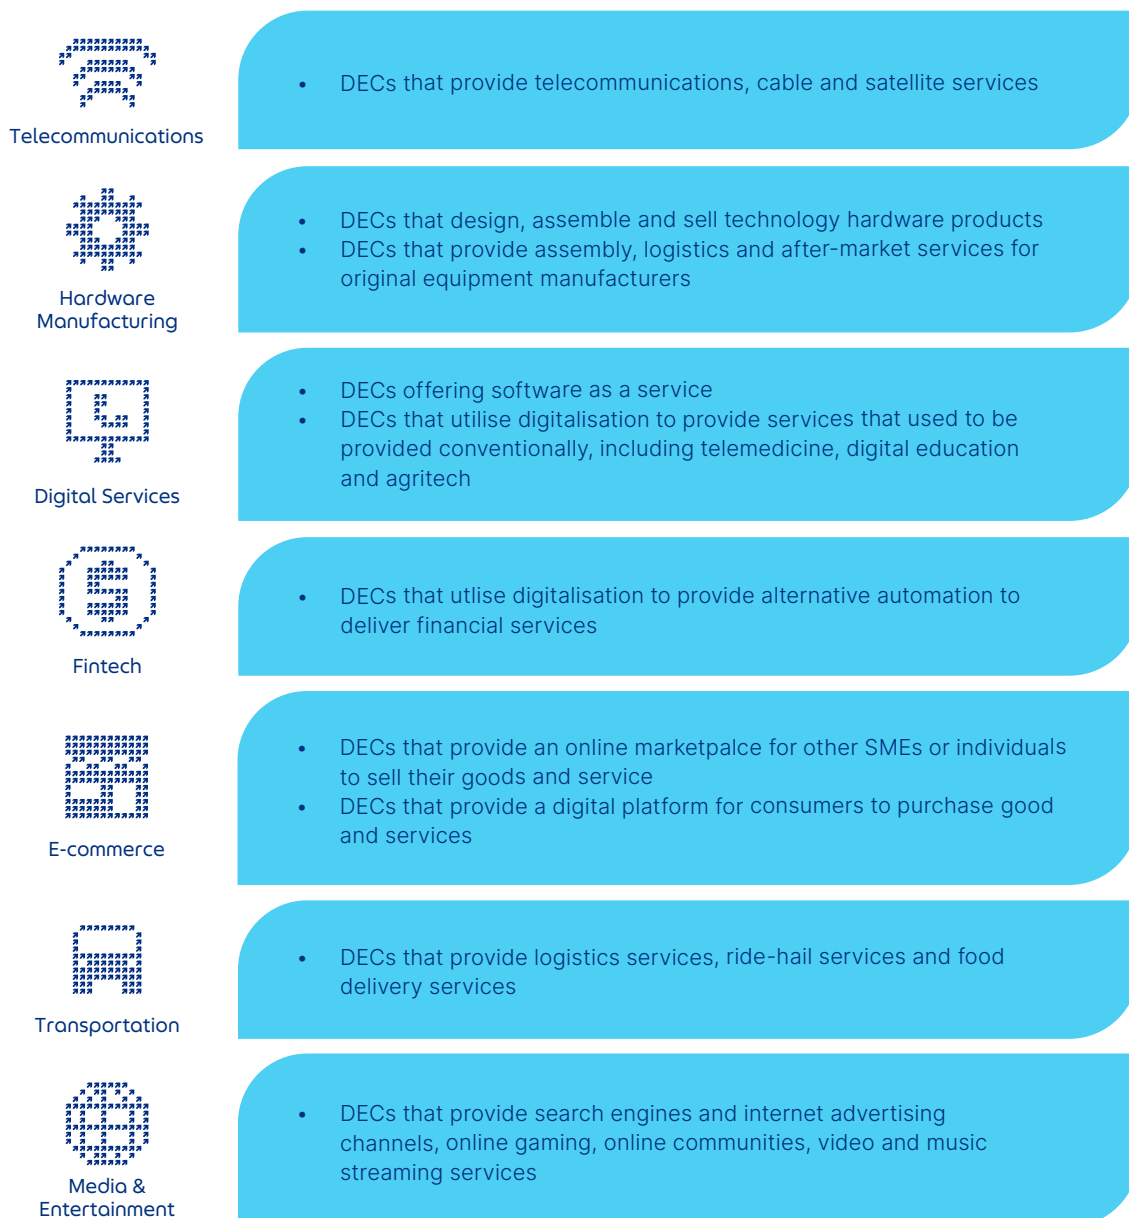 Telecommunications
• DECs that provide telecommunications, cable and satellite services
Hardware
Manufacturing
• DECs that design, assemble and sell technology hardware products
• DECs that provide assembly, logistics and after-market services for
original equipment manufacturers
Digital Services
• DECs offering software as a service
• DECs that utilise digitalisation to provide services that used to be
provided conventionally, including telemedicine, digital education
and agritech
Fintech
• DECs that utlise digitalisation to provide alternative automation to
deliver financial services
E-commerce
• DECs that provide an online marketpalce for other SMEs or individuals
to sell their goods and service
• DECs that provide a digital platform for consumers to purchase good
and services
Transportation
• DECs that provide logistics services, ride-hail services and food
delivery services
Media &
Entertainment
• DECs that provide search engines and internet advertising
channels, online gaming, online communities, video and music
streaming services